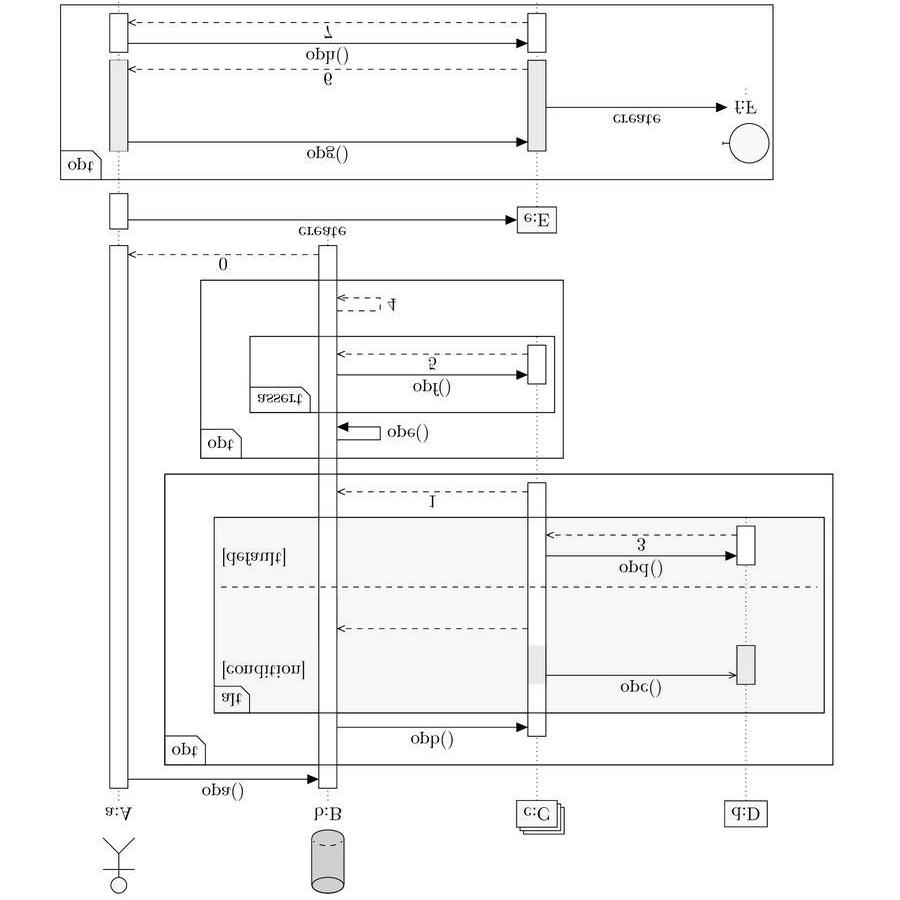 a:A
b:B
c:C
d:D
opa()
opt
opb()
alt
opc()
[condition]
opd()
[default]
3
1
opt
ope()
assert
opf()
5
4
0
create
e:E
opt
opg()
create
f:F
6
oph()
7